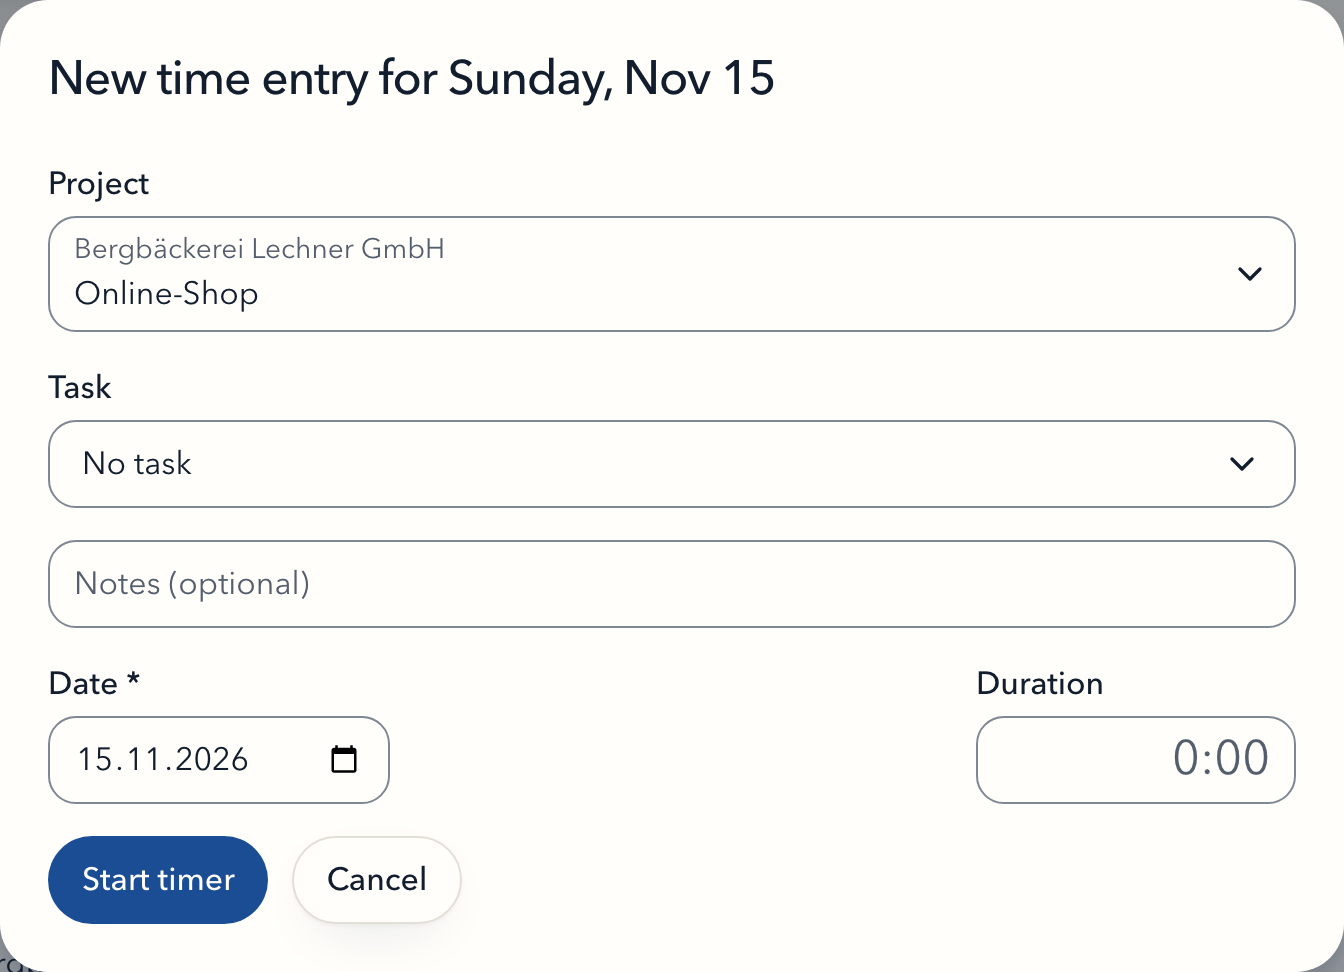 New time entry for Sunday, Nov 15
Project
Bergbäckerei Lechner GmbH
Online-Shop
Task
No task
Notes (optional)
Date *
Duration
15.11.2026
0:00
Start timer
Cancel